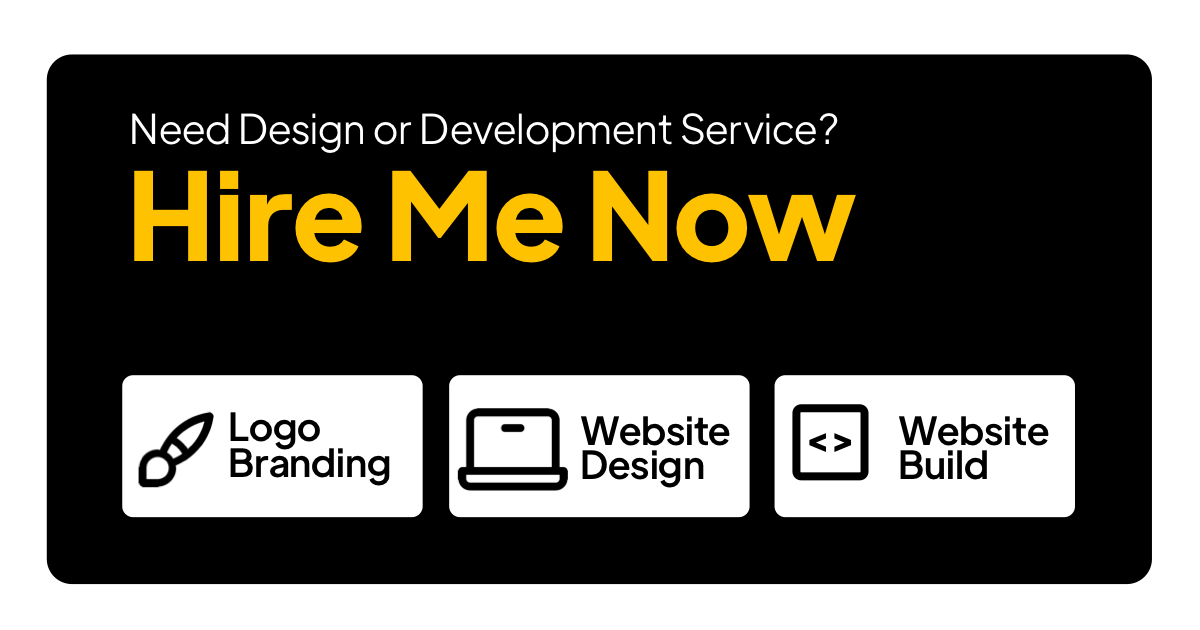 Need Design or Development Service?
Hire Me Now
Logo
Branding
Website
Design
< >
Website
Build